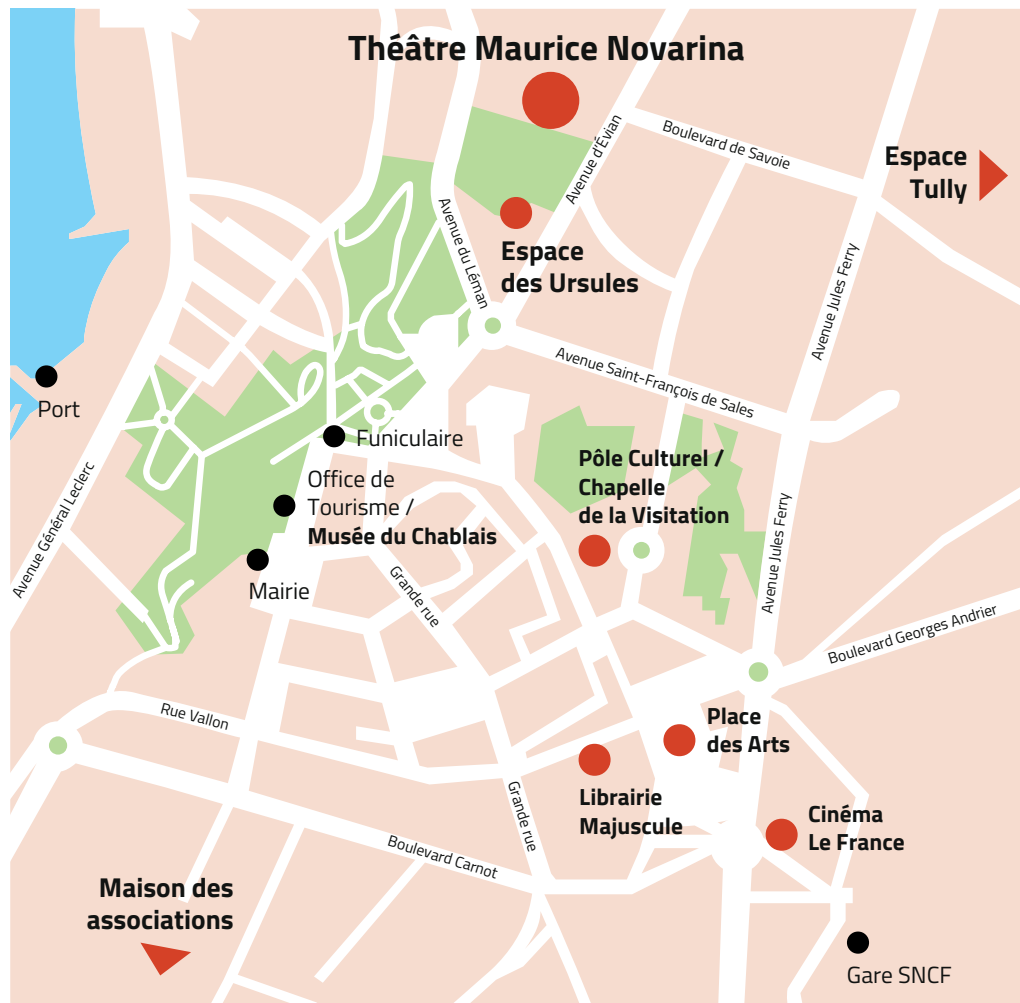 Théâtre Maurice Novarina
Boulevard de Savoie
Avenue d'Évian
Espace
Tully
Avenue du Léman
Espace
des Ursules
Avenue Jules Ferry
Avenue Saint-François de Sales
Port
Funiculaire
Office de
Tourisme /
Musée du Chablais
Pôle Culturel /
Chapelle
de la Visitation
Avenue Général Leclerc
Mairie
Grande rue
Avenue Jules Ferry
Boulevard Georges Andrier
Rue Vallon
Place
des Arts
Librairie
Majuscule
Grande rue
Cinéma
Le France
Boulevard Carnot
Maison des
associations
Gare SNCF